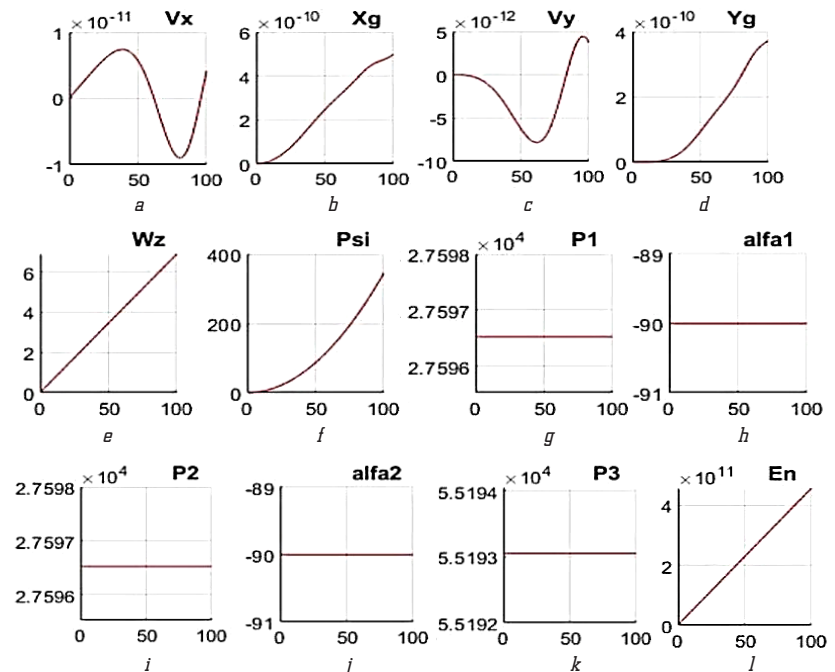 × 10⁻¹¹ Vx
1
0
-1
0 50 100
a
× 10⁻¹⁰ Xg
6
4
2
0
0 50 100
b
× 10⁻¹² Vy
5
0
-5
-10
0 50 100
c
× 10⁻¹⁰ Yg
4
2
0
0 50 100
d
Wz
6
4
2
0
0 50 100
e
Psi
400
200
0
0 50 100
f
× 10⁴ P1
2.7598
2.7597
2.7596
0 50 100
g
alfa1
-89
-90
-91
0 50 100
h
× 10⁴ P2
2.7598
2.7597
2.7596
0 50 100
i
alfa2
-89
-90
-91
0 50 100
j
× 10⁴ P3
5.5194
5.5193
5.5192
0 50 100
k
× 10¹¹ En
4
2
0
0 50 100
l